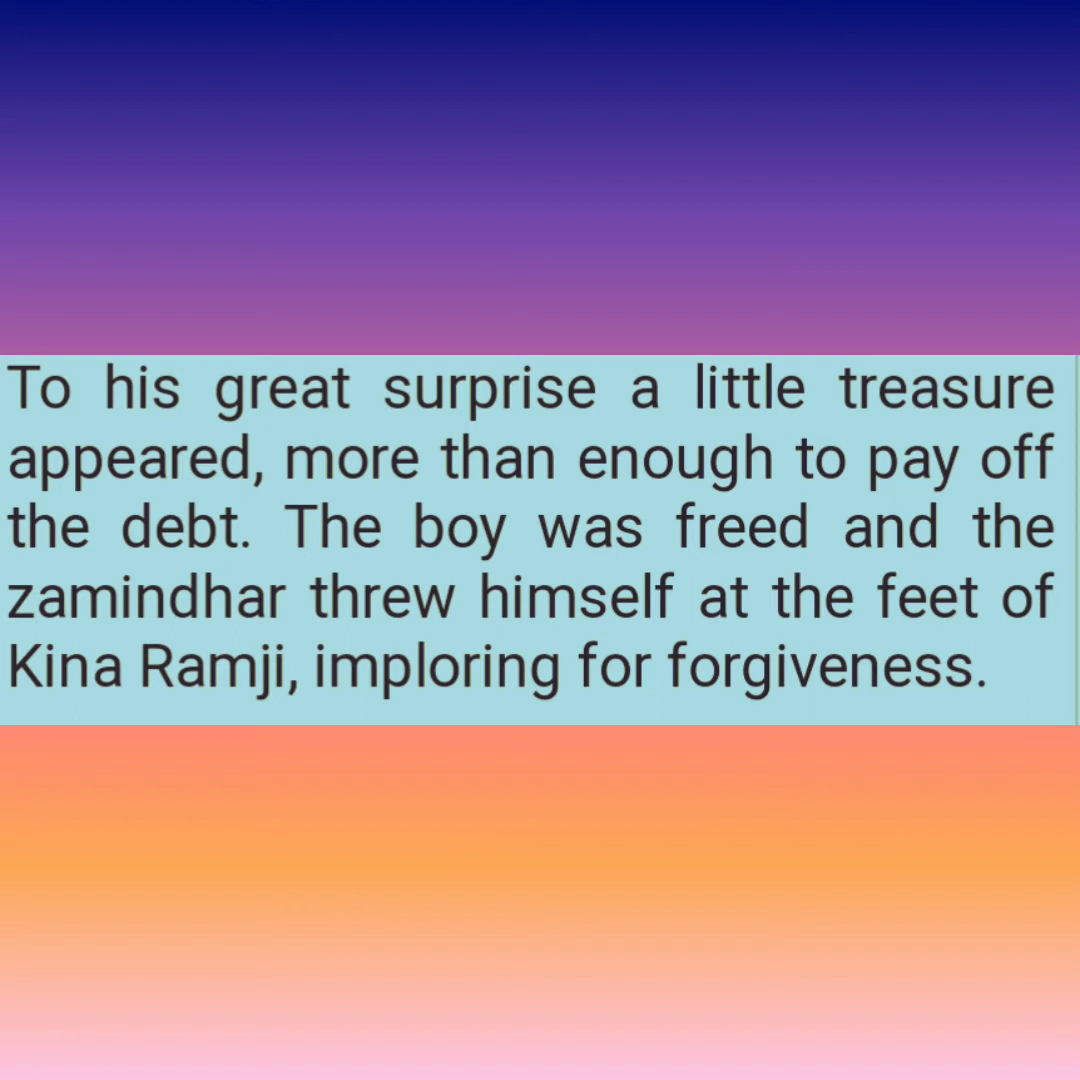 To his great surprise a little treasure
appeared, more than enough to pay off
the debt. The boy was freed and the
zamindhar threw himself at the feet of
Kina Ramji, imploring for forgiveness.